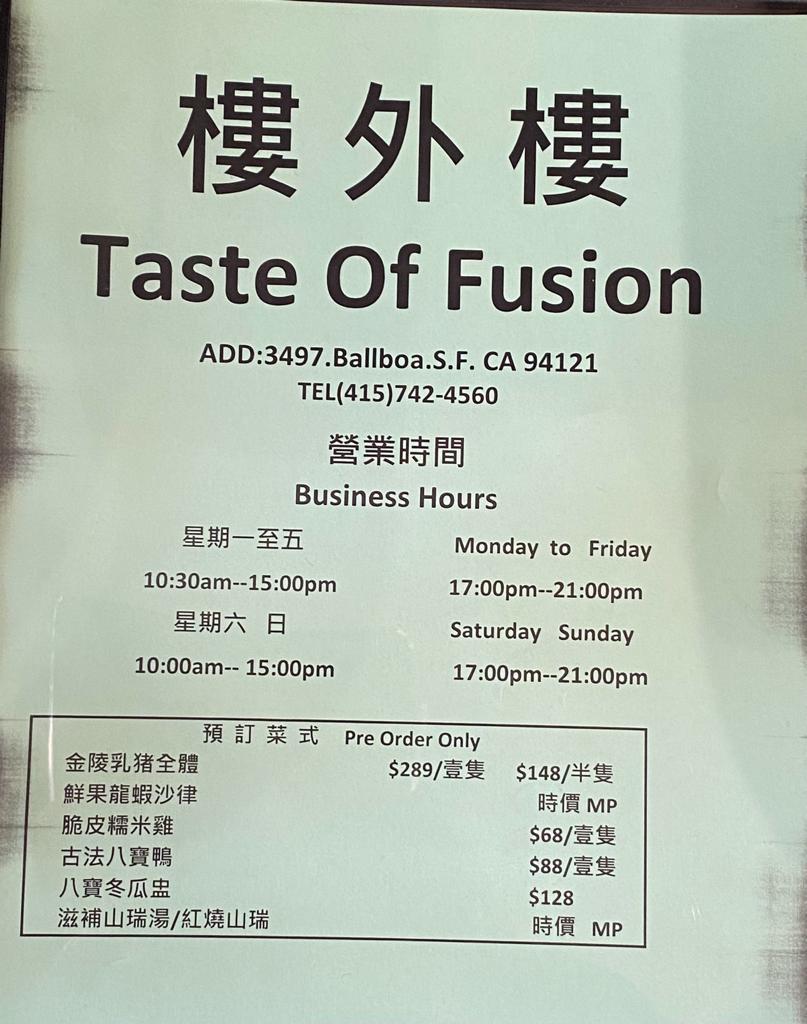 樓外樓
Taste Of Fusion
ADD:3497.Ballboa.S.F. CA 94121
TEL(415)742-4560
營業時間
Business Hours
星期一至五 Monday to Friday
10:30am--15:00pm 17:00pm--21:00pm
星期六 日 Saturday Sunday
10:00am-- 15:00pm 17:00pm--21:00pm
預訂菜式 Pre Order Only
金陵乳猪全體 $289/壹隻 $148/半隻
鮮果龍蝦沙律 時價 MP
脆皮糯米雞 $68/壹隻
古法八寶鴨 $88/壹隻
八寶冬瓜盅 $128
滋補山瑞湯/紅燒山瑞 時價 MP